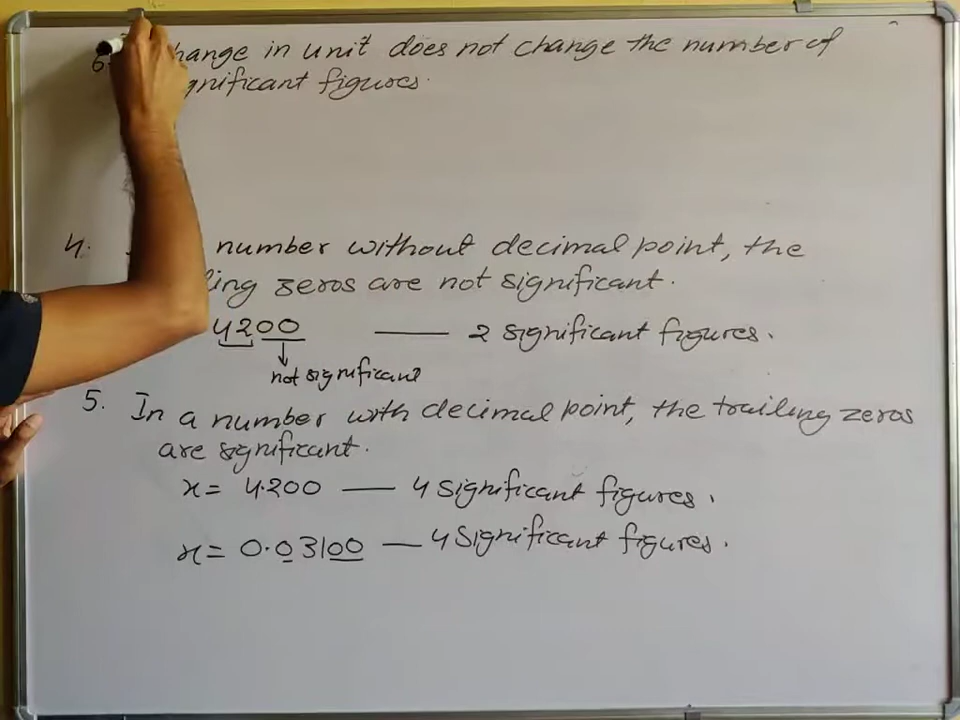 6. change in unit does not change the number of
gnificant figures.
4. number without decimal point, the
ling zeros are not significant.
4200 —— 2 significant figures.
not significant
5. In a number with decimal point, the trailing zeros
are significant.
x = 4.200 —— 4 significant figures.
x = 0.03100 — 4 significant figures.